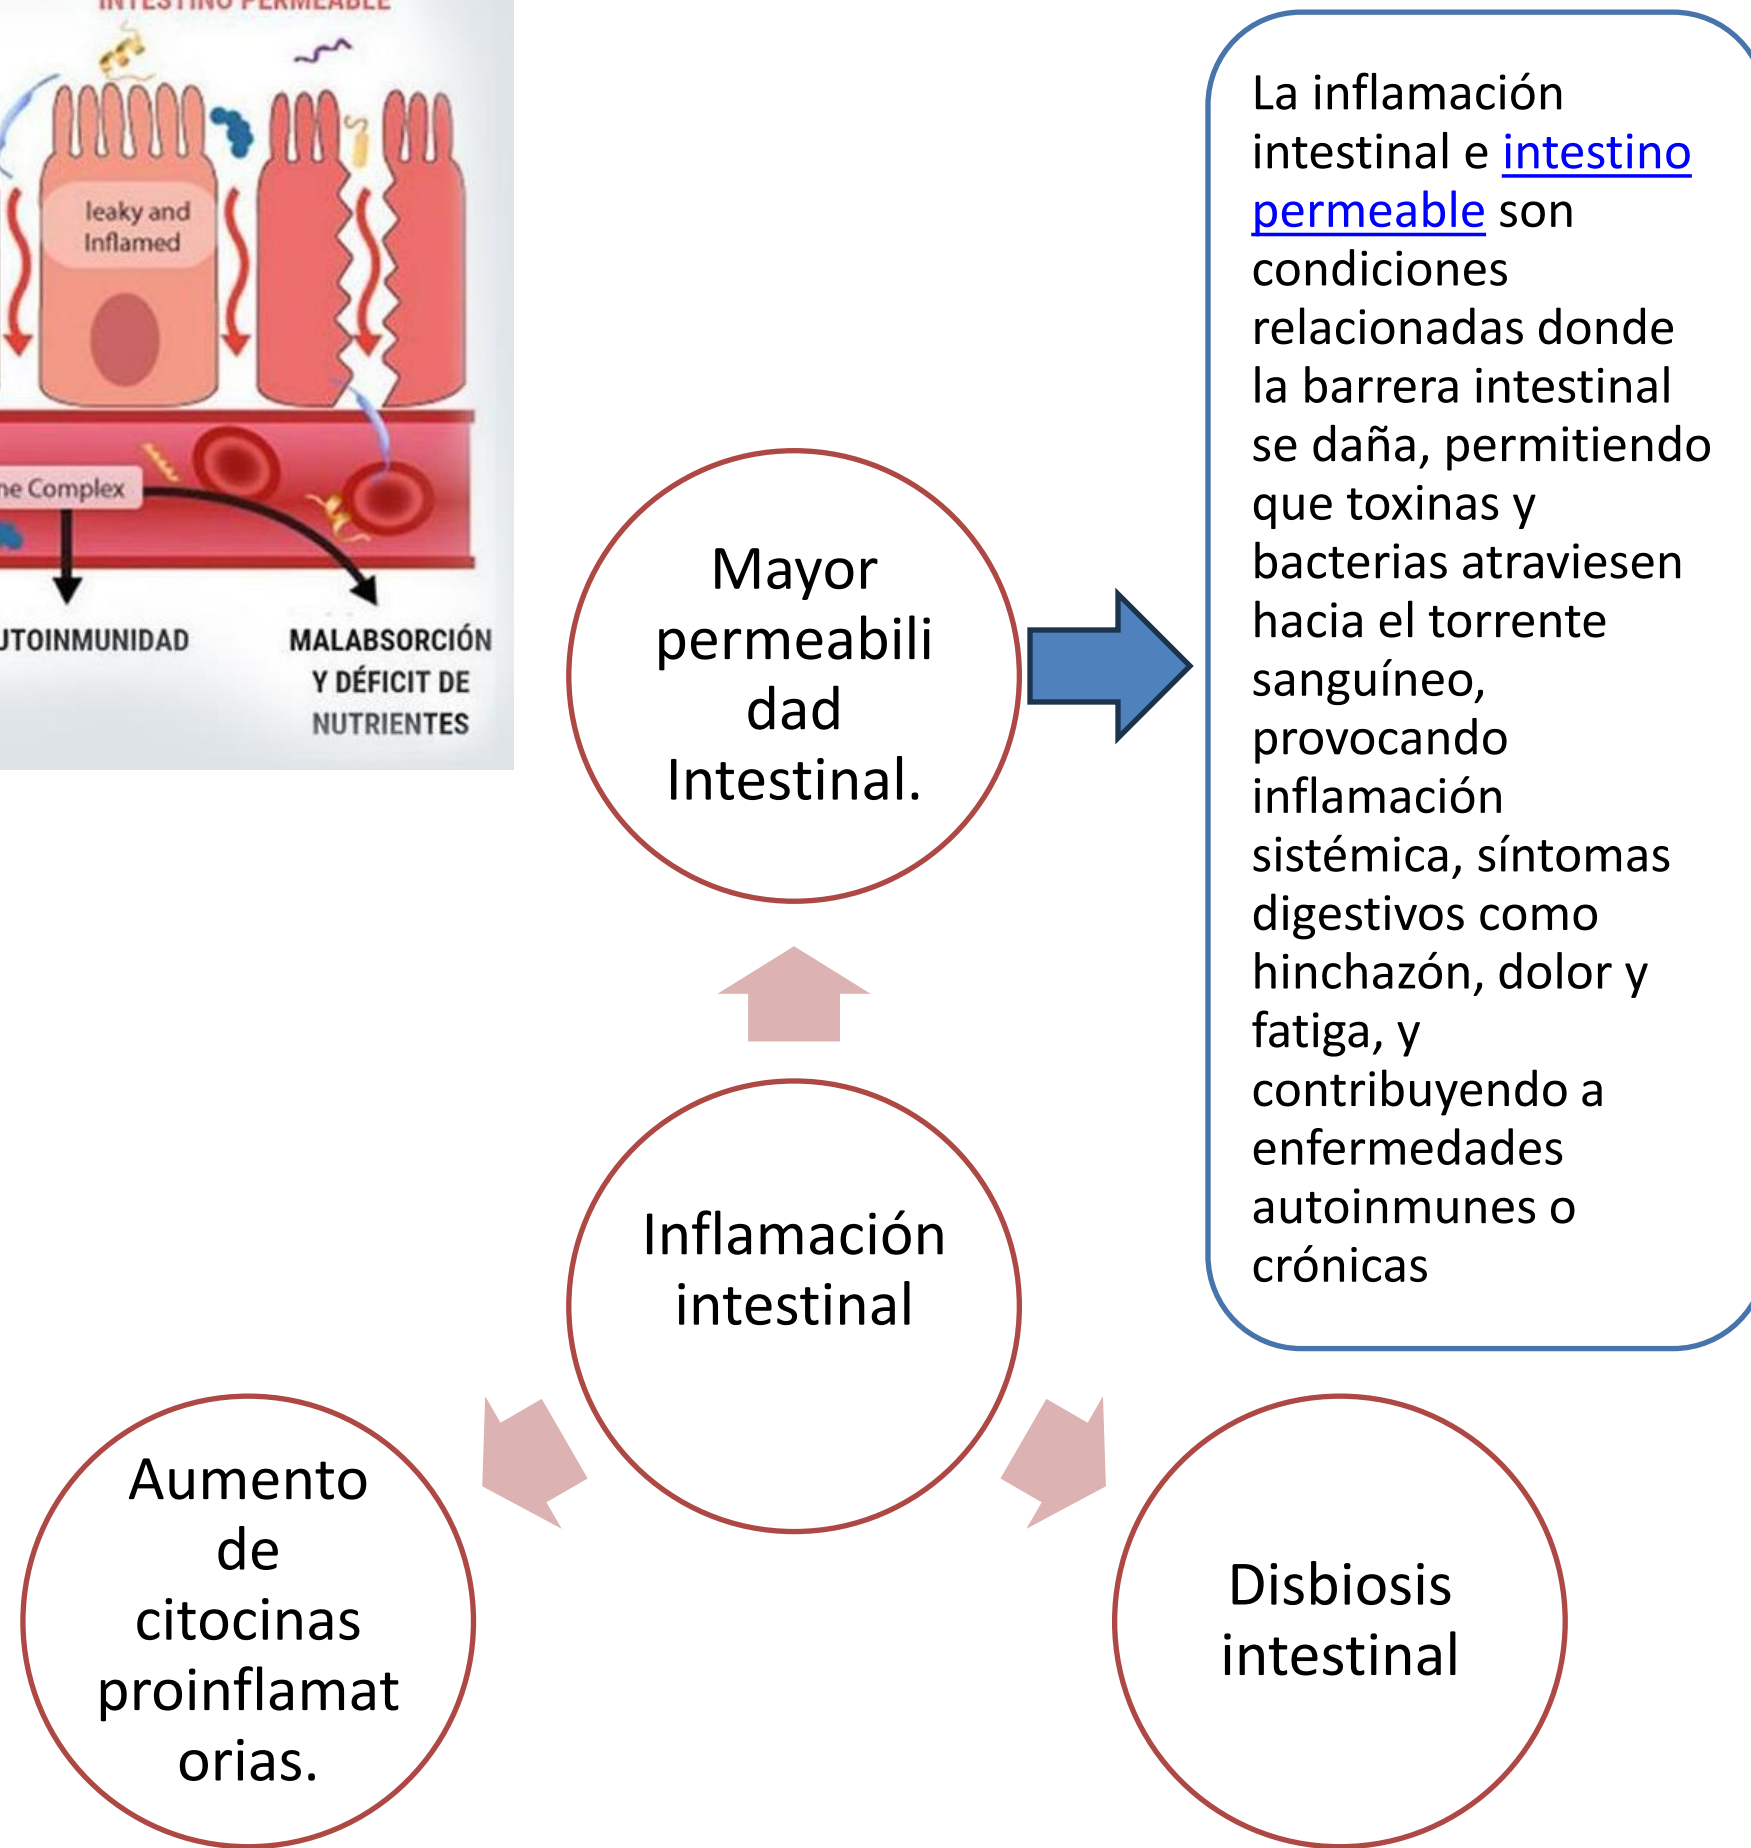 INTESTINO PERMEABLE
leaky and
Inflamed
Complex
MALABSORCIÓN
Y DÉFICIT DE
NUTRIENTES
Mayor
permeabili
dad
Intestinal.
La inflamación
intestinal e intestino
permeable son
condiciones
relacionadas donde
la barrera intestinal
se daña, permitiendo
que toxinas y
bacterias atraviesen
hacia el torrente
sanguíneo,
provocando
inflamación
sistémica, síntomas
digestivos como
hinchazón, dolor y
fatiga, y
contribuyendo a
enfermedades
autoinmunes o
crónicas
Inflamación
intestinal
Aumento
de
citocinas
proinflamat
orias.
Disbiosis
intestinal